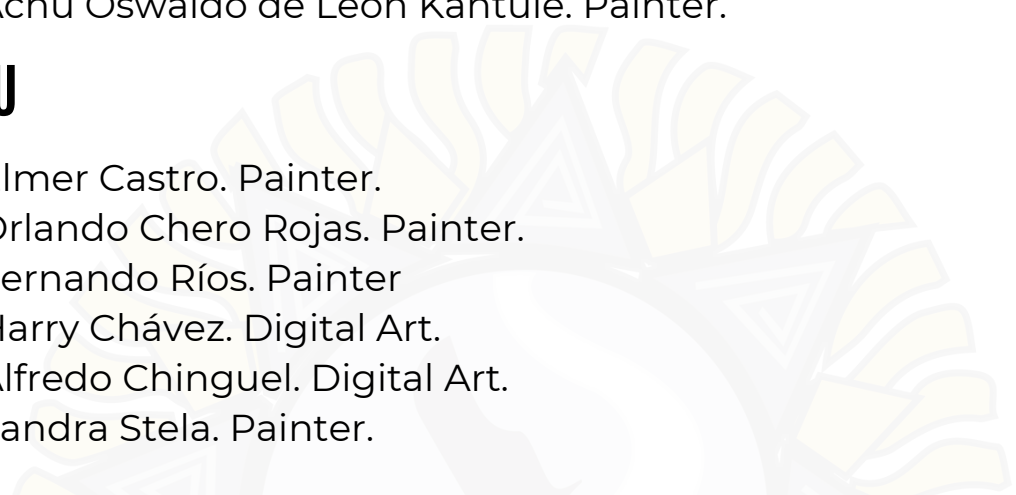 Achu Oswaldo de León Kantule. Painter.
U
lmer Castro. Painter.
Orlando Chero Rojas. Painter.
ernando Ríos. Painter
Harry Chávez. Digital Art.
Alfredo Chinguel. Digital Art.
andra Stela. Painter.